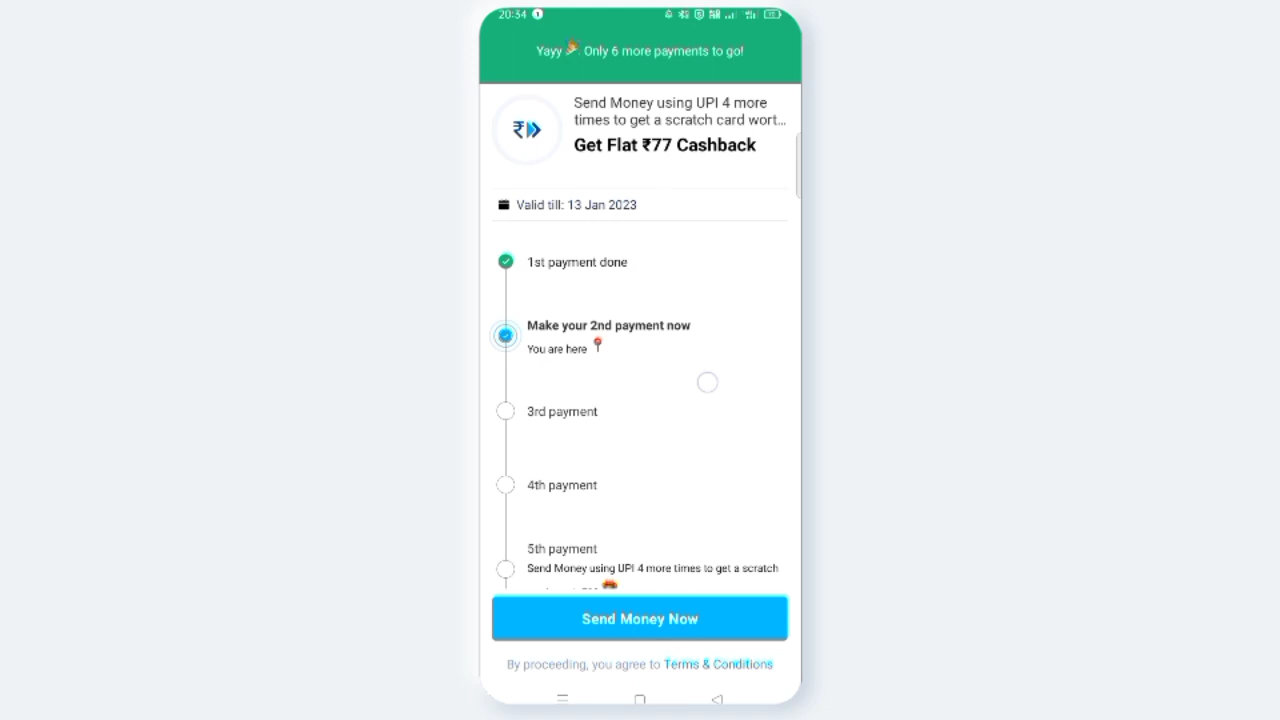 20:54
Yayy Only 6 more payments to go!
Send Money using UPI 4 more
times to get a scratch card wort...
Get Flat ₹77 Cashback
Valid till: 13 Jan 2023
1st payment done
Make your 2nd payment now
You are here
3rd payment
4th payment
5th payment
Send Money using UPI 4 more times to get a scratch
Send Money Now
By proceeding, you agree to Terms & Conditions